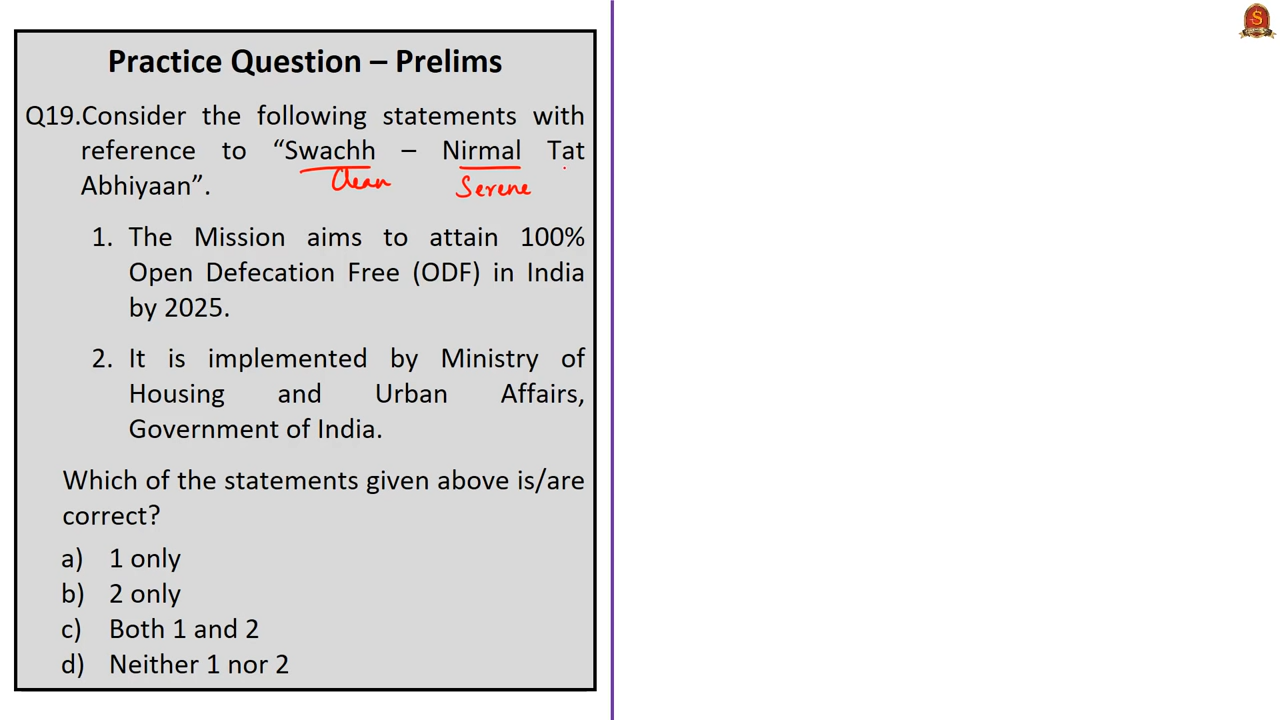 Practice Question – Prelims
Q19.Consider the following statements with
reference to “Swachh – Nirmal Tat
Clean Serene
Abhiyaan”.
1. The Mission aims to attain 100%
Open Defecation Free (ODF) in India
by 2025.
2. It is implemented by Ministry of
Housing and Urban Affairs,
Government of India.
Which of the statements given above is/are
correct?
a) 1 only
b) 2 only
c) Both 1 and 2
d) Neither 1 nor 2
S